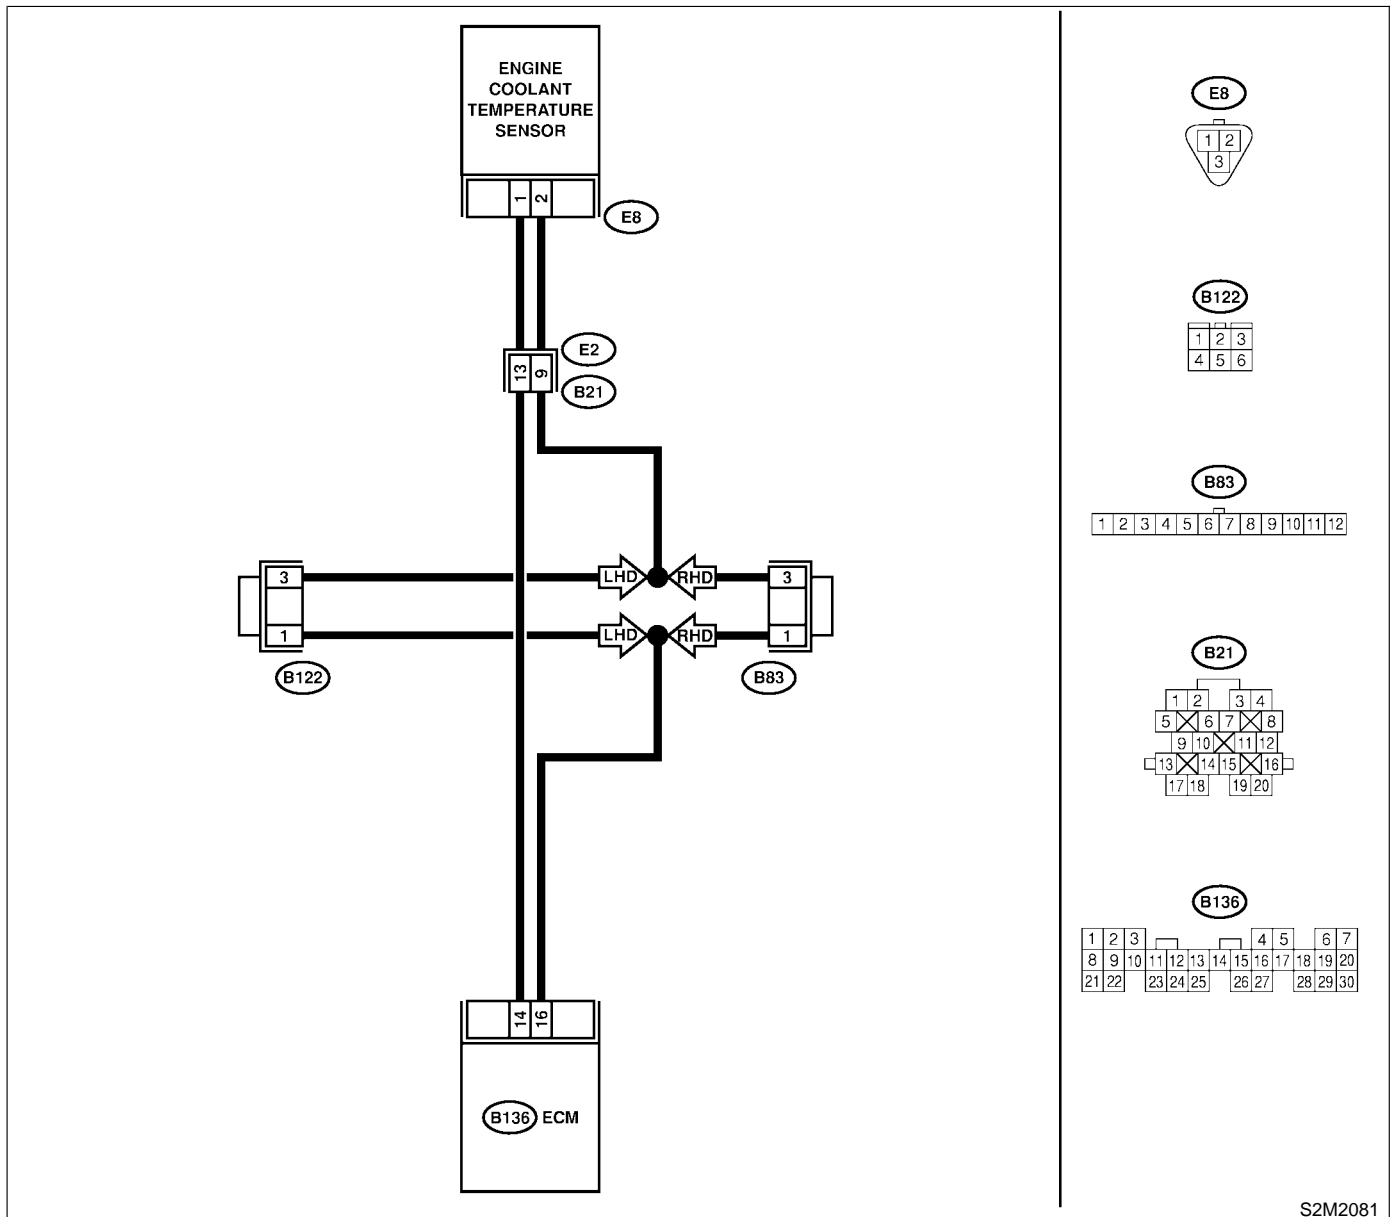 ENGINE
COOLANT
TEMPERATURE
SENSOR
1 2
E8
E2
13 9
B21
3 LHD RHD 3
1 LHD RHD 1
B122 B83
14 16
B136 ECM
E8
1 2
3
B122
1 2 3
4 5 6
B83
1 2 3 4 5 6 7 8 9 10 11 12
B21
1 2 3 4
5 6 7 8
9 10 11 12
13 14 15 16
17 18 19 20
B136
1 2 3 4 5 6 7
8 9 10 11 12 13 14 15 16 17 18 19 20
21 22 23 24 25 26 27 28 29 30
S2M2081